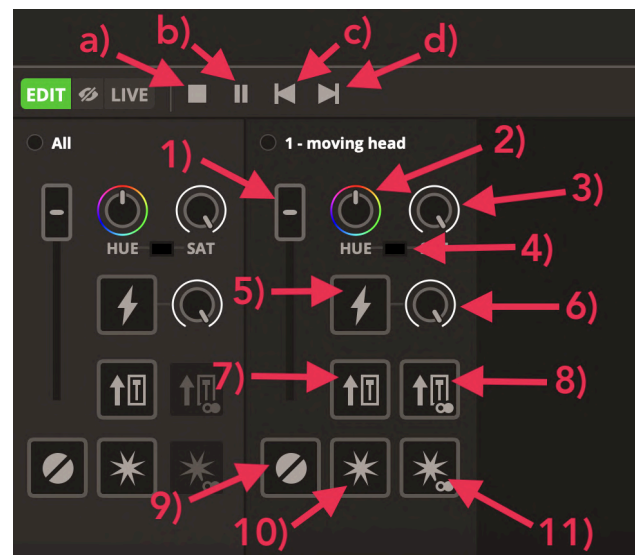 a) b) c) d)
EDIT LIVE
All
1 - moving head
1) 2)
3)
HUE SAT
HUE
4)
5) 6)
7) 8)
9)
10) 11)